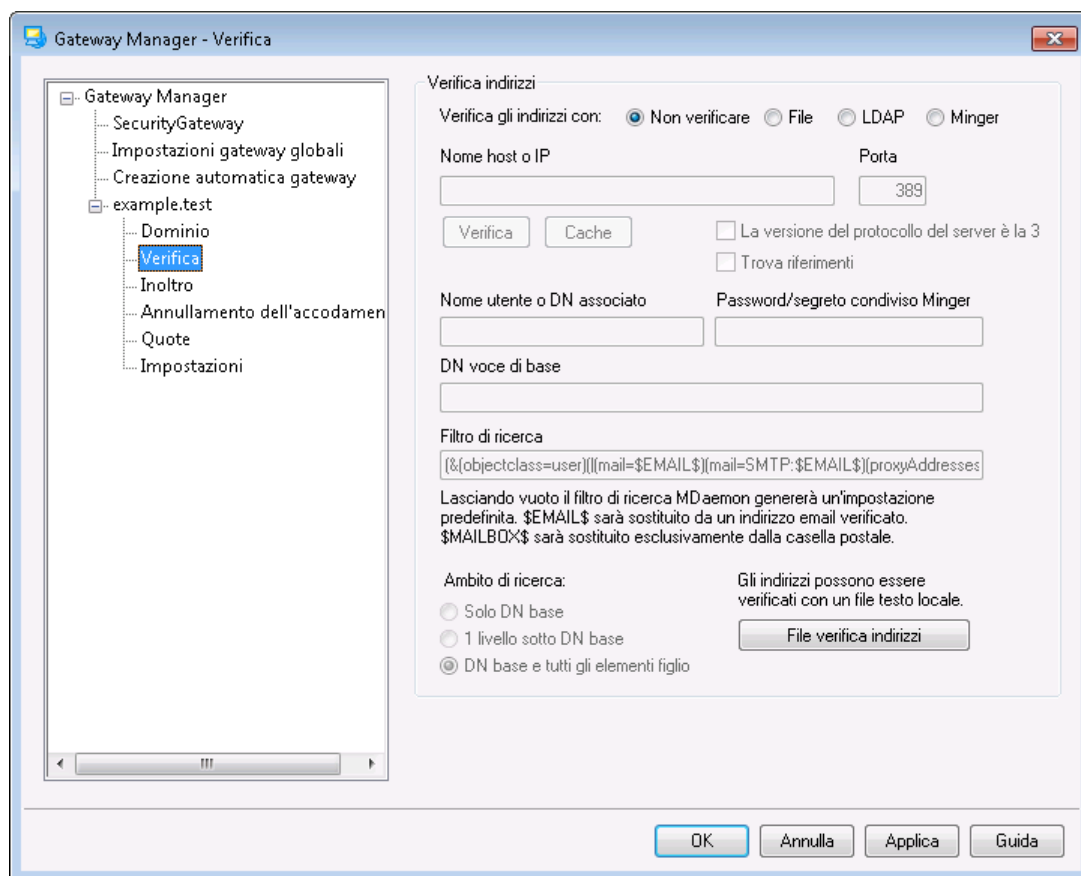 Gateway Manager - Verifica
Gateway Manager
SecurityGateway
Impostazioni gateway globali
Creazione automatica gateway
example.test
Dominio
Verifica
Inoltro
Annullamento dell'accodamen
Quote
Impostazioni
Verifica indirizzi
Verifica gli indirizzi con: Non verificare File LDAP Minger
Nome host o IP Porta
389
Verifica Cache La versione del protocollo del server è la 3
Trova riferimenti
Nome utente o DN associato Password/segreto condiviso Minger
DN voce di base
Filtro di ricerca
(&(objectclass=user)(|(mail=$EMAIL$)(mail=SMTP:$EMAIL$)(proxyAddresses
Lasciando vuoto il filtro di ricerca MDaemon genererà un'impostazione
predefinita. $EMAIL$ sarà sostituito da un indirizzo email verificato.
$MAILBOX$ sarà sostituito esclusivamente dalla casella postale.
Ambito di ricerca:
Solo DN base
1 livello sotto DN base
DN base e tutti gli elementi figlio
Gli indirizzi possono essere
verificati con un file testo locale.
File verifica indirizzi
OK Annulla Applica Guida